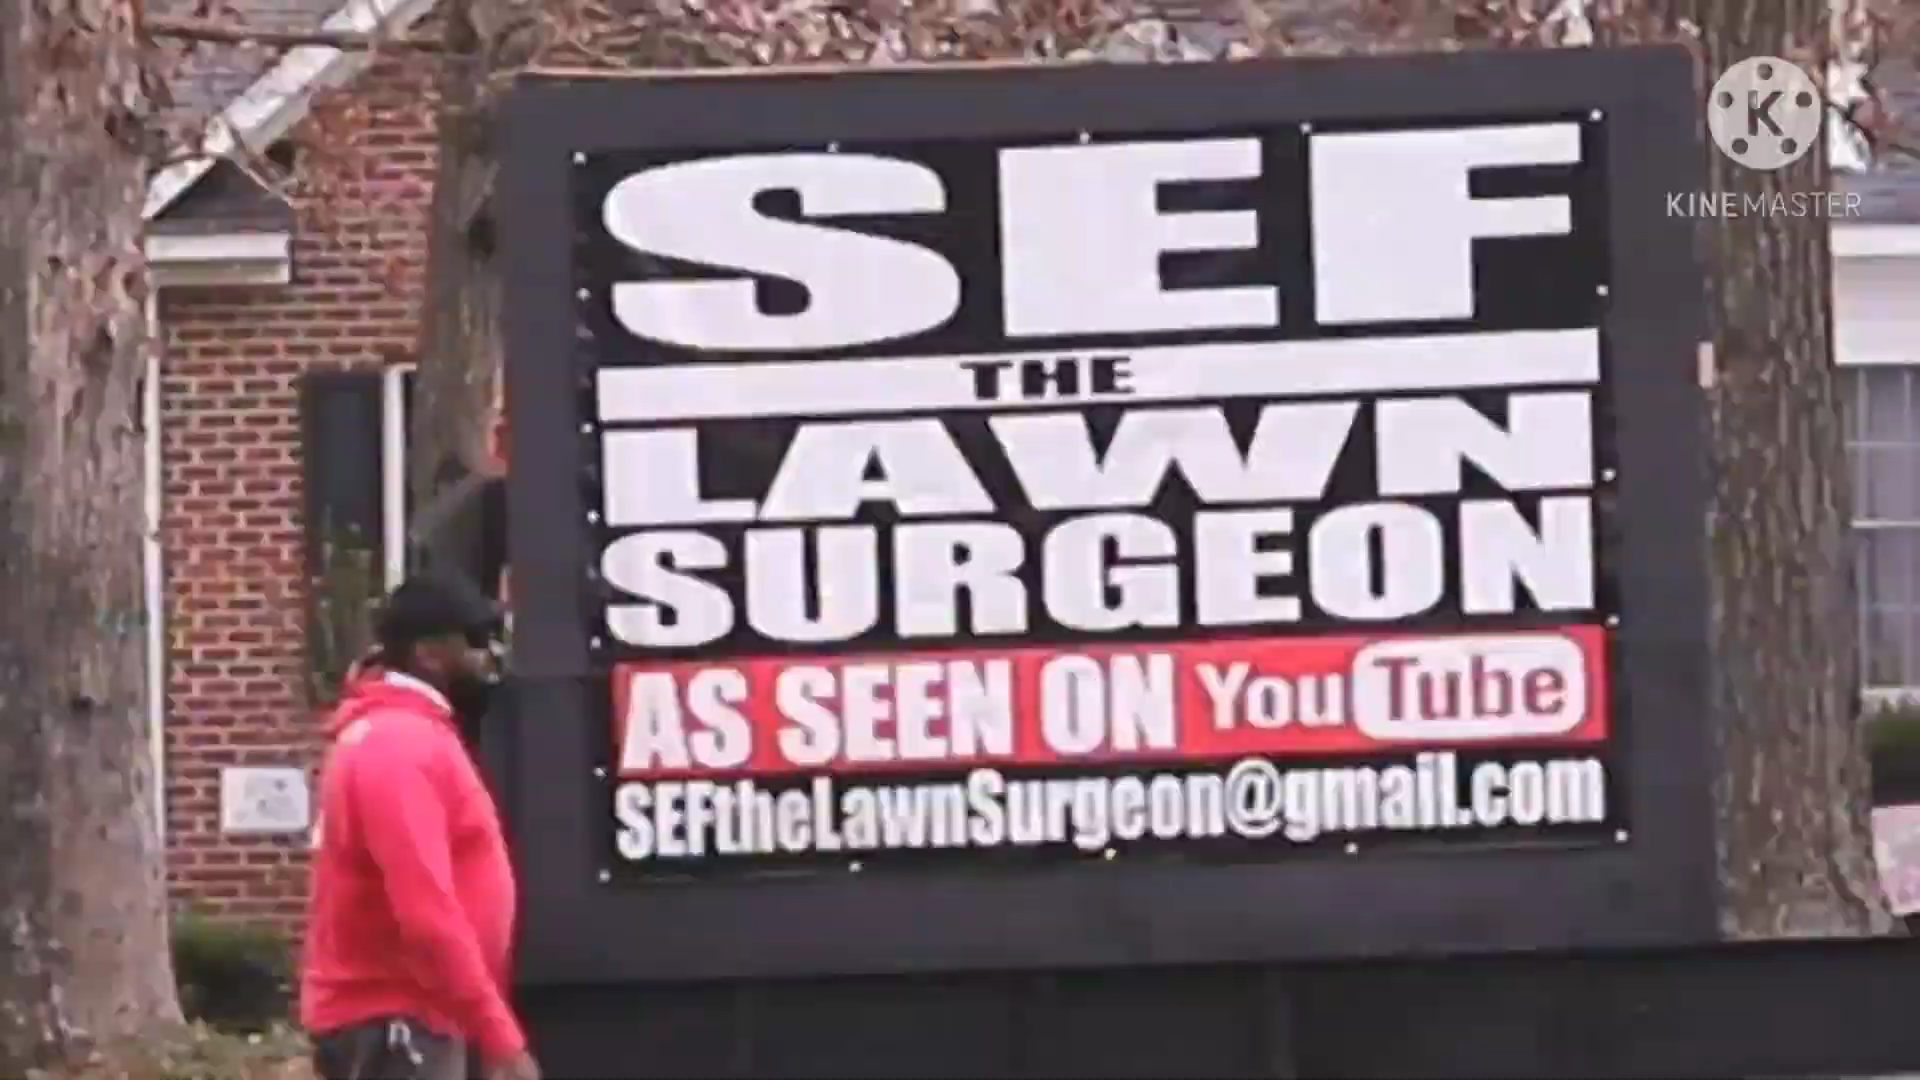 K
KINEMASTER
SEF
THE
LAWN
SURGEON
AS SEEN ON YouTube
SEFtheLawnSurgeon@gmail.com